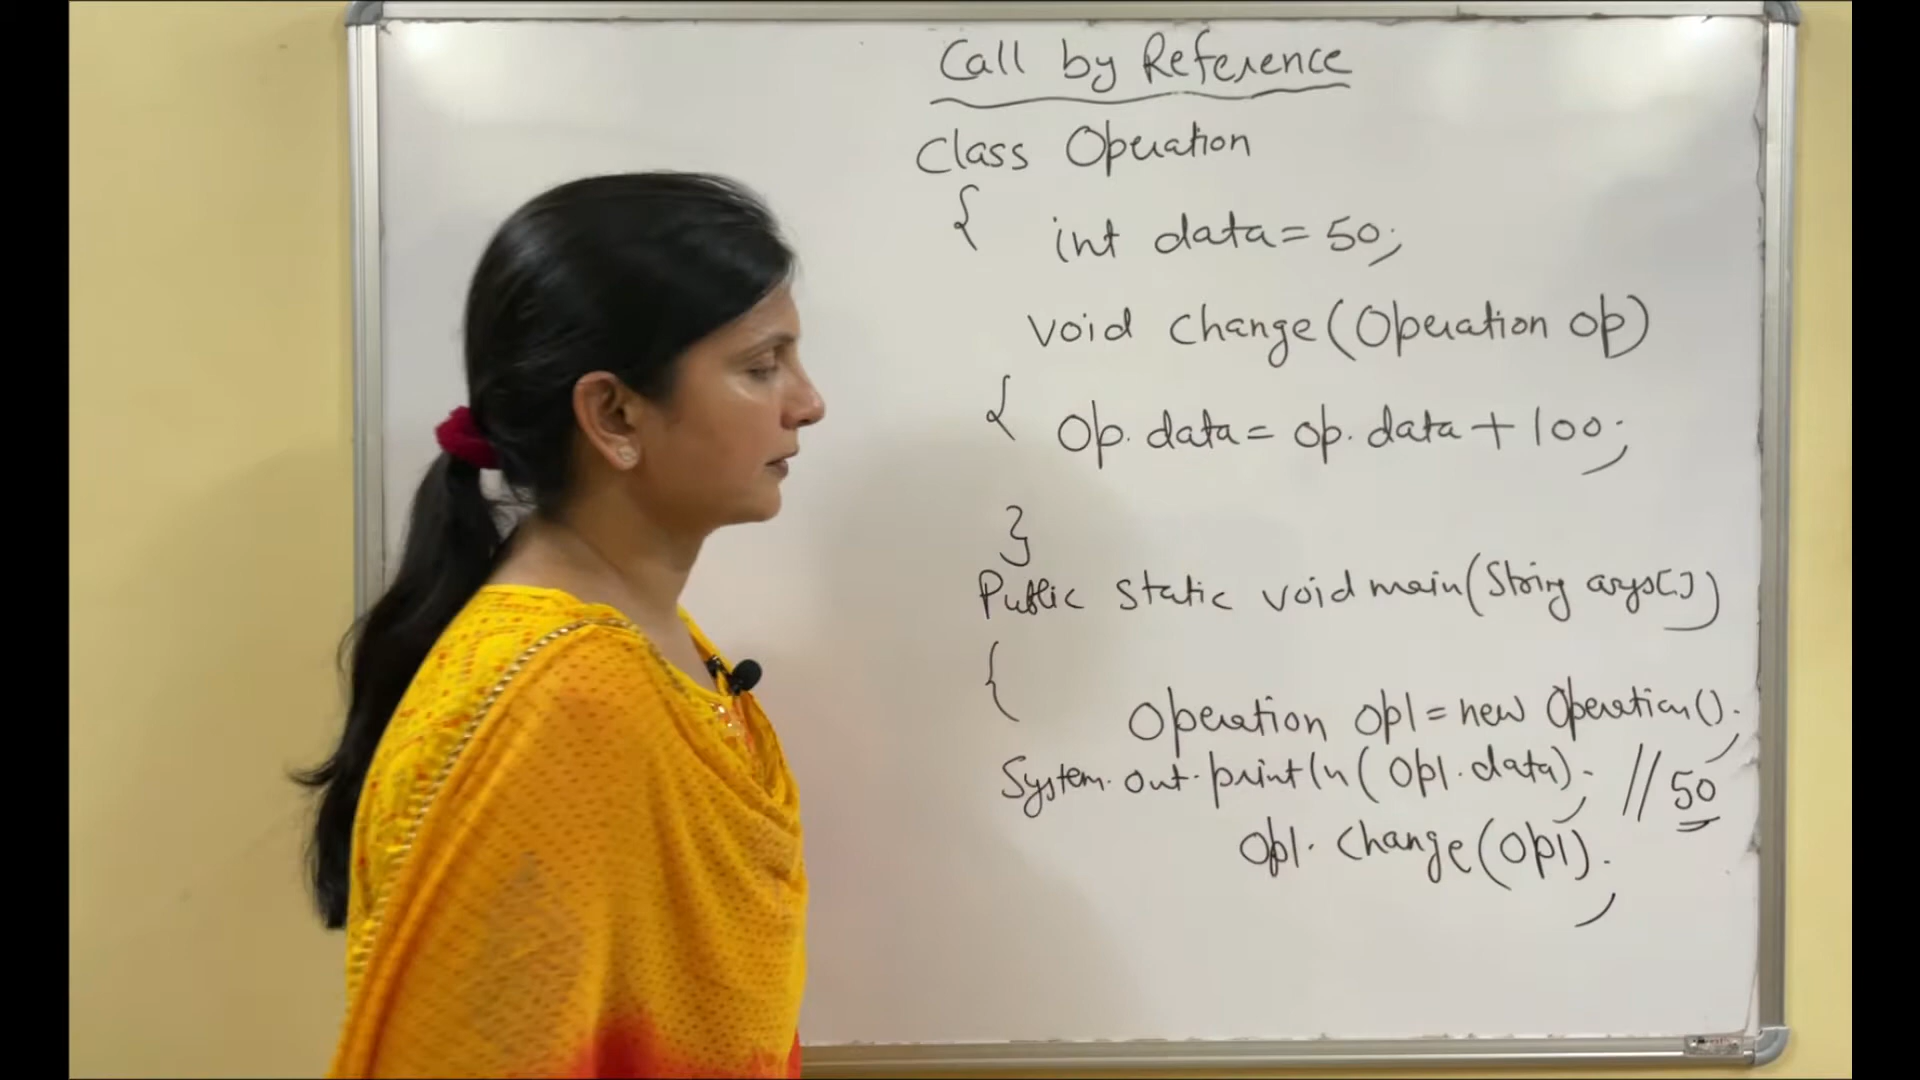 Call by Reference
Class Operation
{ int data = 50;
void change(Operation op)
{ op.data = op.data + 100;
}
Public static void main(String args[])
{
Operation op1 = new Operation();
System.out.println(op1.data); // 50
op1.change(op1);